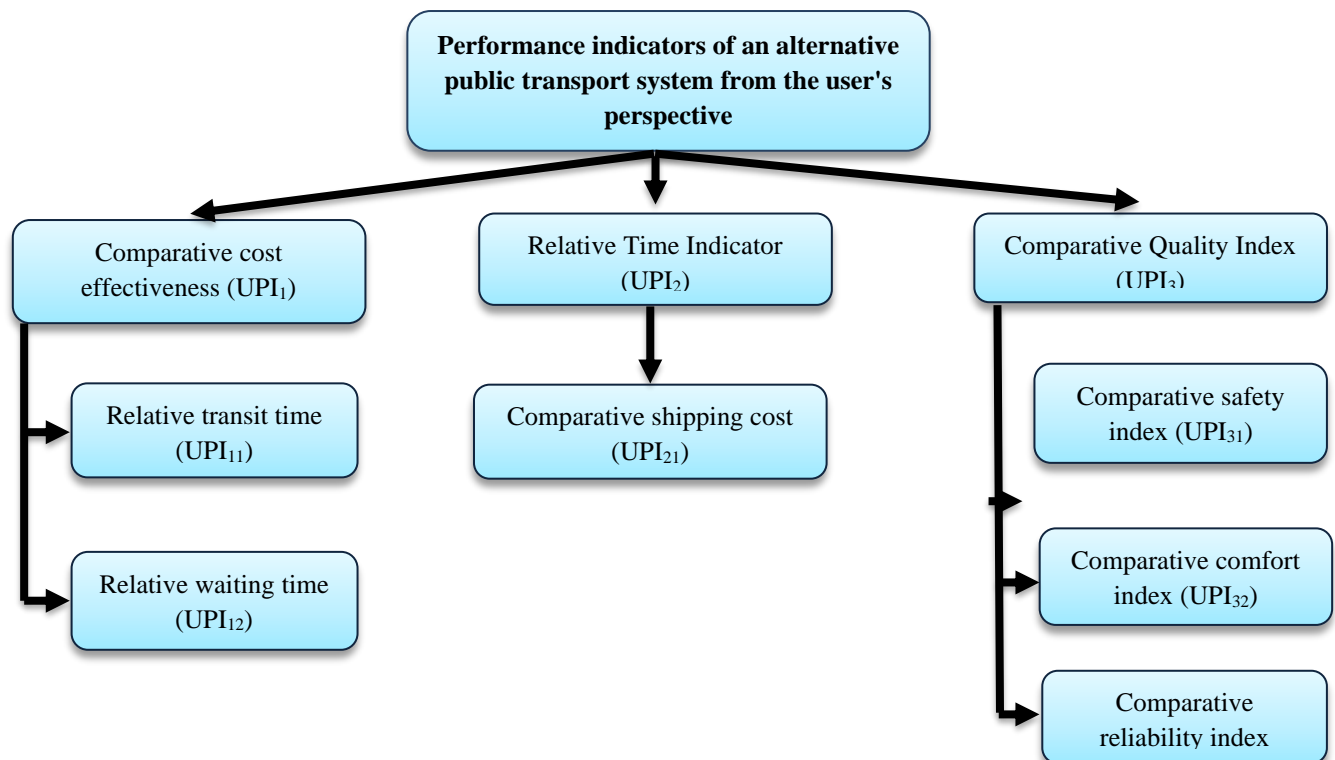 Performance indicators of an alternative
public transport system from the user's
perspective
Comparative cost
effectiveness (UPI₁)
Relative Time Indicator
(UPI₂)
Comparative Quality Index
(UPI₃)
Relative transit time
(UPI₁₁)
Comparative shipping cost
(UPI₂₁)
Comparative safety
index (UPI₃₁)
Relative waiting time
(UPI₁₂)
Comparative comfort
index (UPI₃₂)
Comparative
reliability index